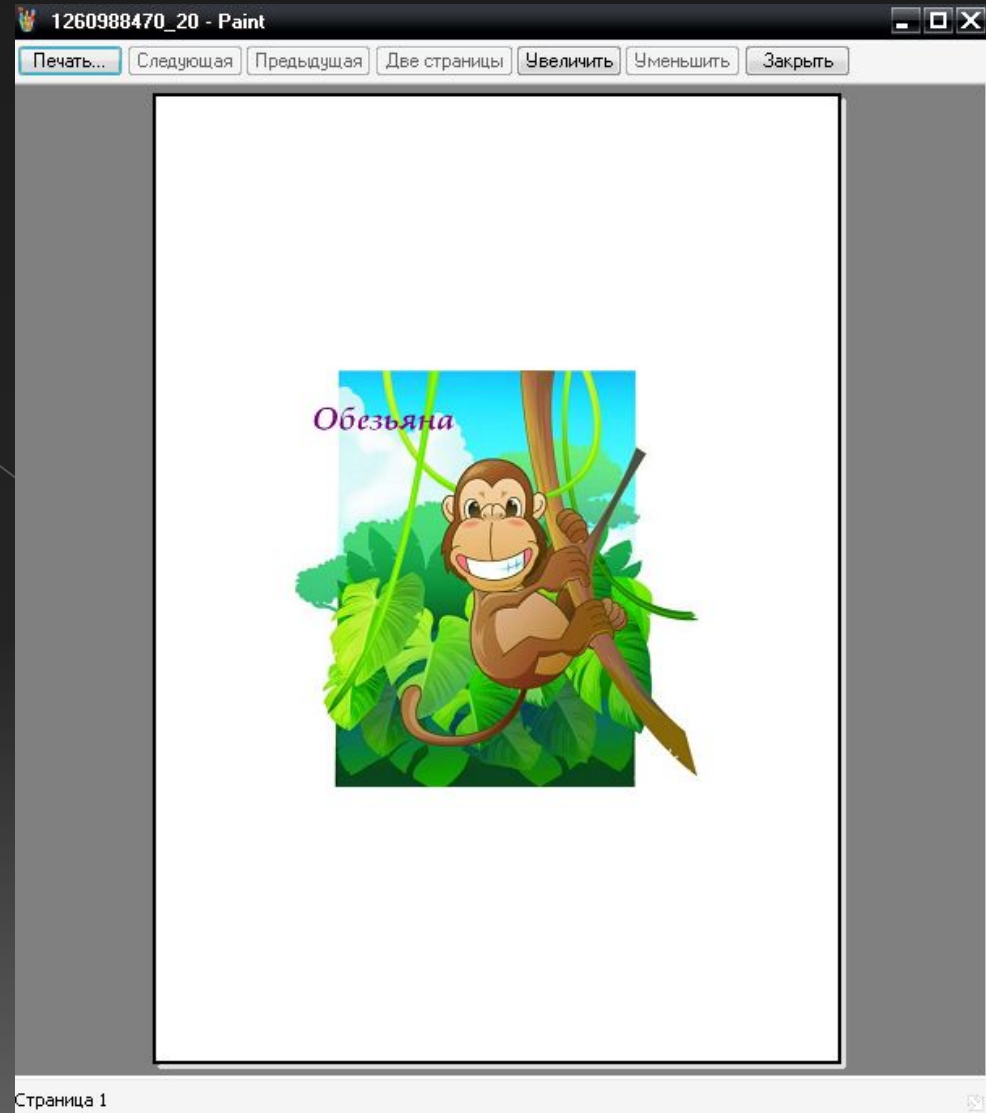 1260988470_20 - Paint
Печать... Следующая Предыдущая Две страницы Увеличить Уменьшить Закрыть
Обезьяна
Страница 1